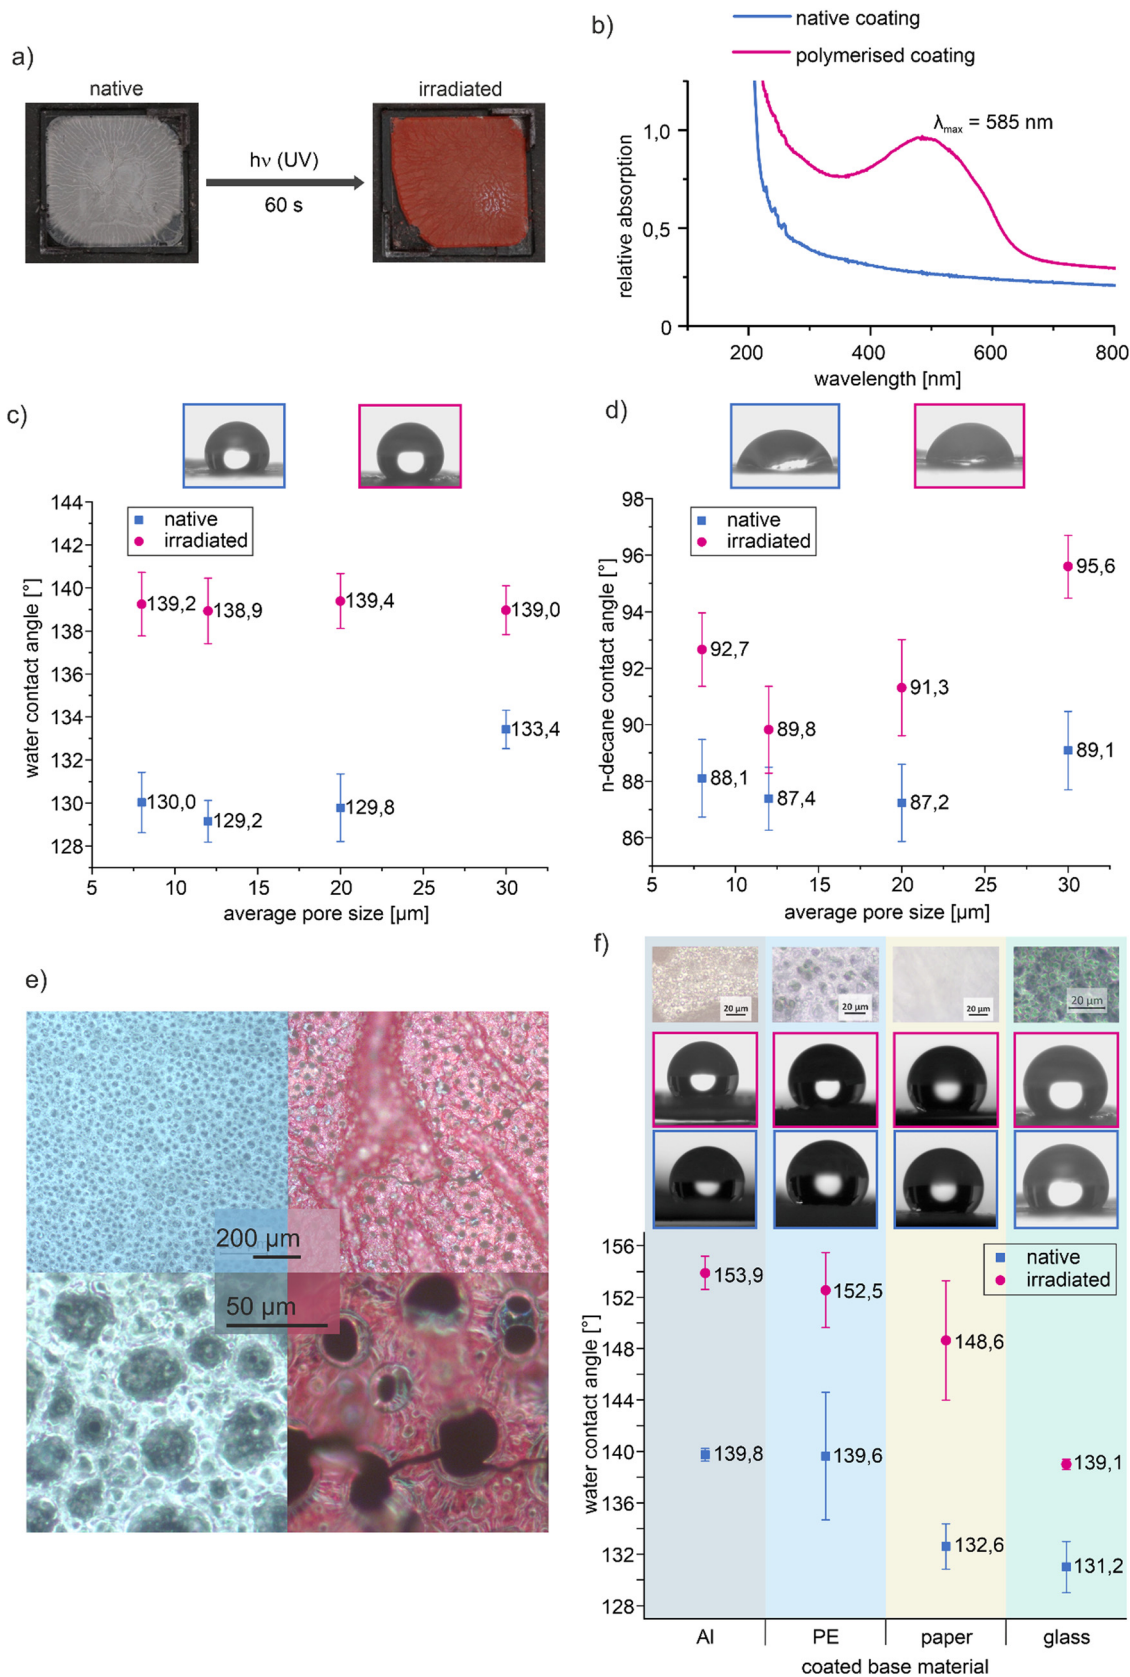 a)
native
irradiated
hν (UV)
60 s
b)
native coating
polymerised coating
λmax = 585 nm
relative absorption
1,0
0,5
0
200
400
600
800
wavelength [nm]
c)
native
irradiated
water contact angle [°]
144
142
140
138
136
134
132
130
128
139,2
138,9
139,4
139,0
130,0
129,2
129,8
133,4
5
10
15
20
25
30
average pore size [µm]
d)
native
irradiated
n-decane contact angle [°]
98
96
94
92
90
88
86
92,7
89,8
91,3
95,6
88,1
87,4
87,2
89,1
5
10
15
20
25
30
average pore size [µm]
e)
200 µm
50 µm
f)
20 µm
20 µm
20 µm
20 µm
native
irradiated
water contact angle [°]
156
152
148
144
140
136
132
128
153,9
152,5
148,6
139,1
139,8
139,6
132,6
131,2
Al
PE
paper
glass
coated base material